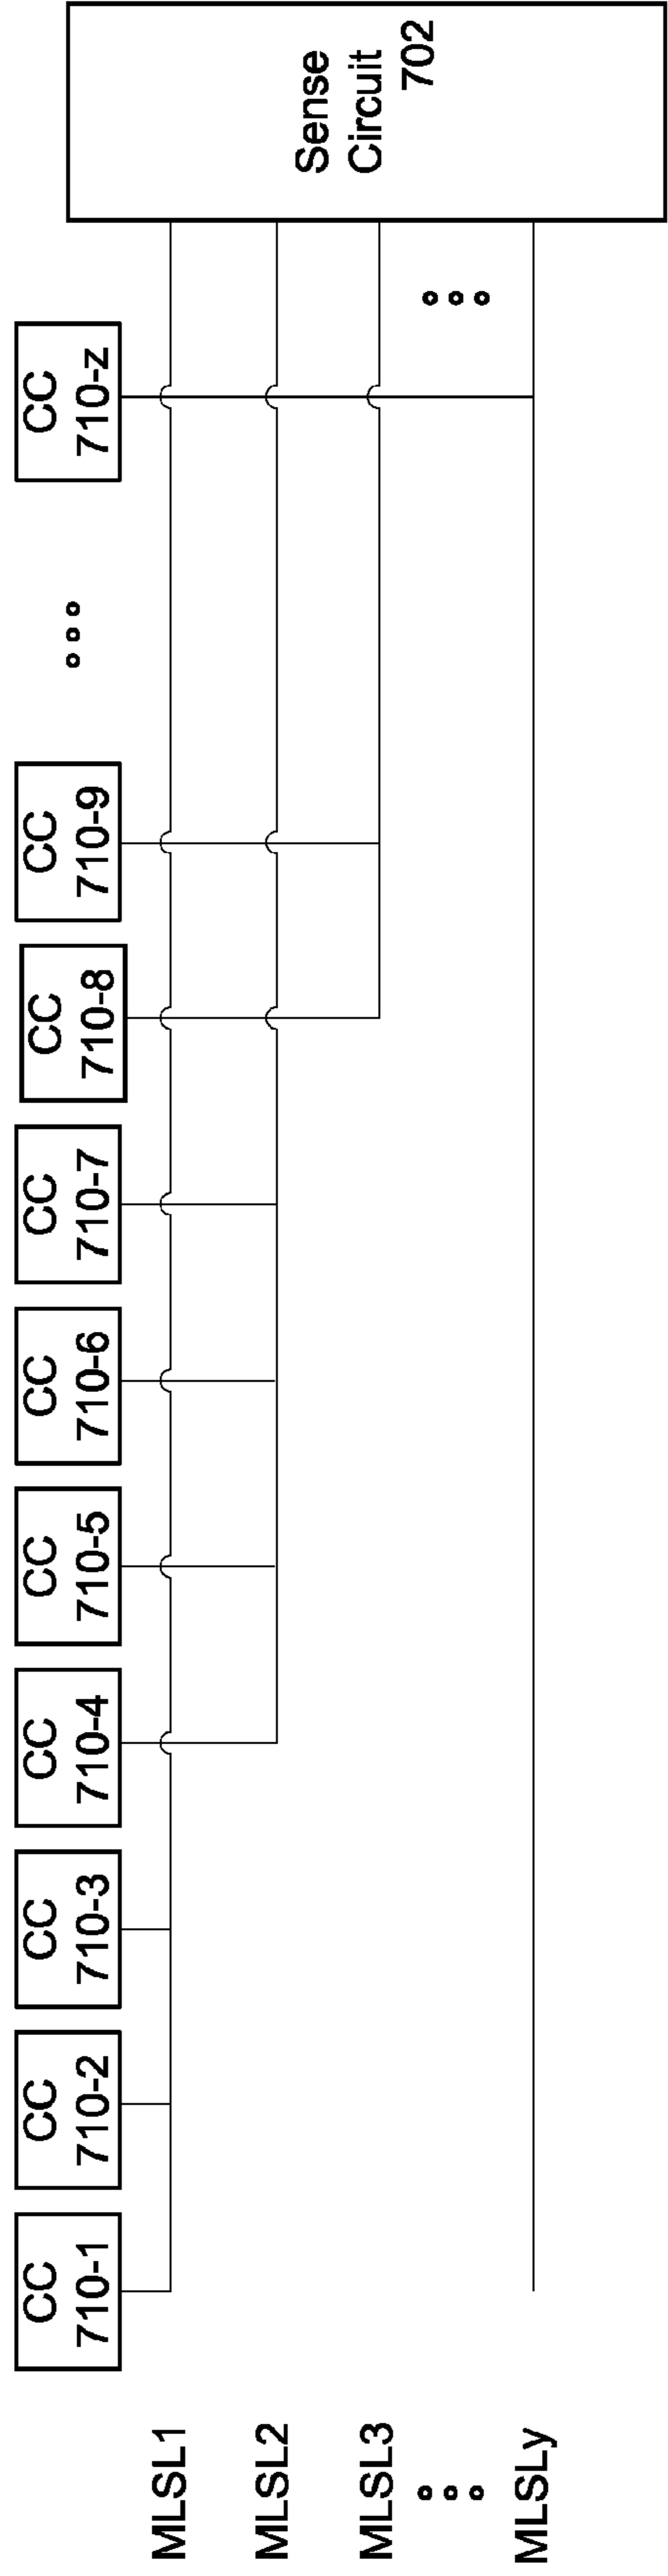 CC
710-1
CC
710-2
CC
710-3
CC
710-4
CC
710-5
CC
710-6
CC
710-7
CC
710-8
CC
710-9
CC
710-z
Sense
Circuit
702
MLSL1
MLSL2
MLSL3
MLSLy